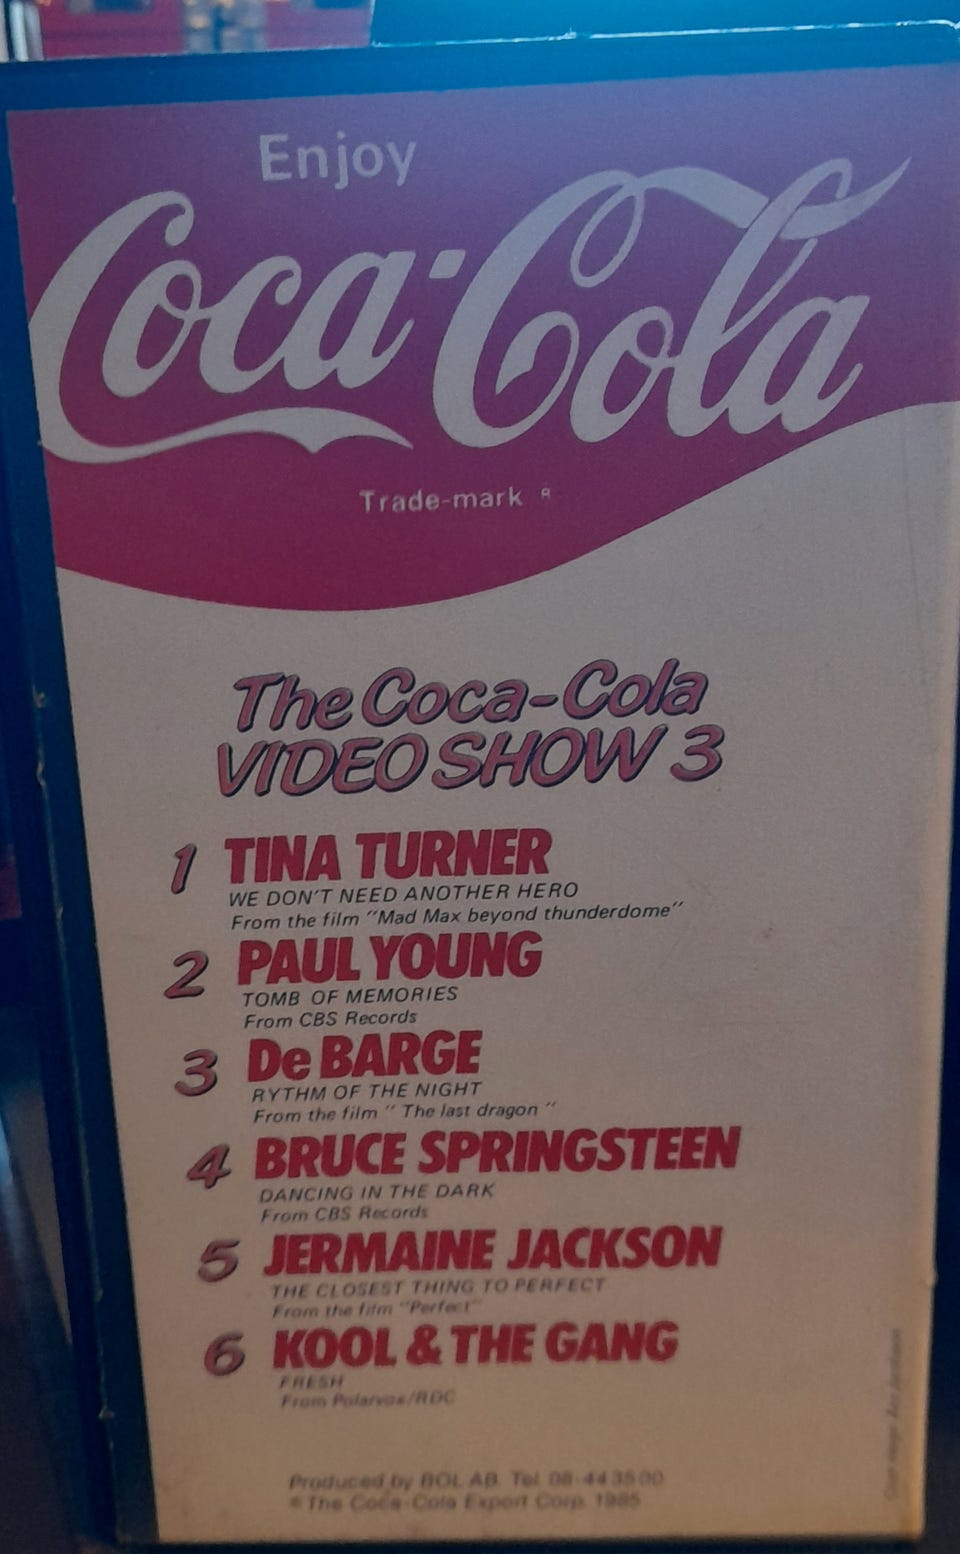 Enjoy
Coca-Cola
Trade-mark ®
The Coca-Cola
VIDEO SHOW 3
1 TINA TURNER
WE DON'T NEED ANOTHER HERO
From the film "Mad Max beyond thunderdome"
2 PAUL YOUNG
TOMB OF MEMORIES
From CBS Records
3 De BARGE
RYTHM OF THE NIGHT
From the film "The last dragon"
4 BRUCE SPRINGSTEEN
DANCING IN THE DARK
From CBS Records
5 JERMAINE JACKSON
THE CLOSEST THING TO PERFECT
From the film "Perfect"
6 KOOL & THE GANG
FRESH
From Polarvox/RDC
Produced by BOL AB. Tel 08-44 35 00
© The Coca-Cola Export Corp. 1985